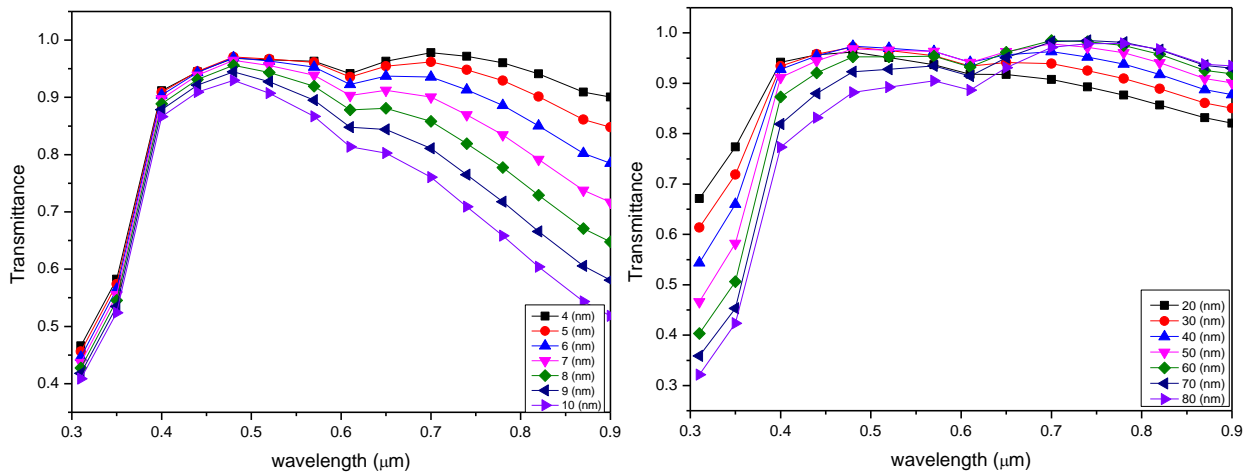 Transmittance
1.0
0.9
0.8
0.7
0.6
0.5
0.4
4 (nm)
5 (nm)
6 (nm)
7 (nm)
8 (nm)
9 (nm)
10 (nm)
0.3 0.4 0.5 0.6 0.7 0.8 0.9
wavelength (μm)
Transmittance
1.0
0.9
0.8
0.7
0.6
0.5
0.4
0.3
20 (nm)
30 (nm)
40 (nm)
50 (nm)
60 (nm)
70 (nm)
80 (nm)
0.3 0.4 0.5 0.6 0.7 0.8 0.9
wavelength (μm)